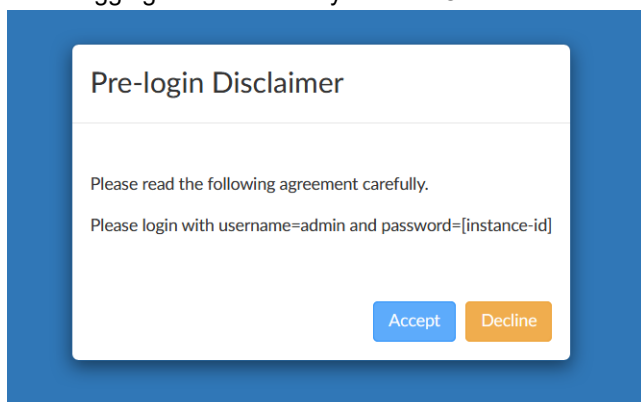 Pre-login Disclaimer
Please read the following agreement carefully.
Please login with username=admin and password=[instance-id]
Accept Decline